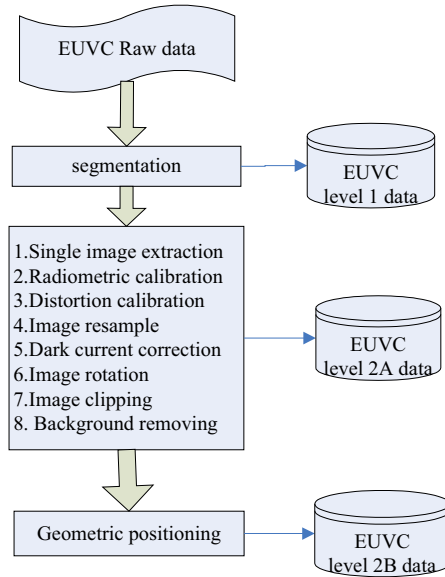 EUVC Raw data
segmentation
EUVC
level 1 data
1.Single image extraction
2.Radiometric calibration
3.Distortion calibration
4.Image resample
5.Dark current correction
6.Image rotation
7.Image clipping
8. Background removing
EUVC
level 2A data
Geometric positioning
EUVC
level 2B data